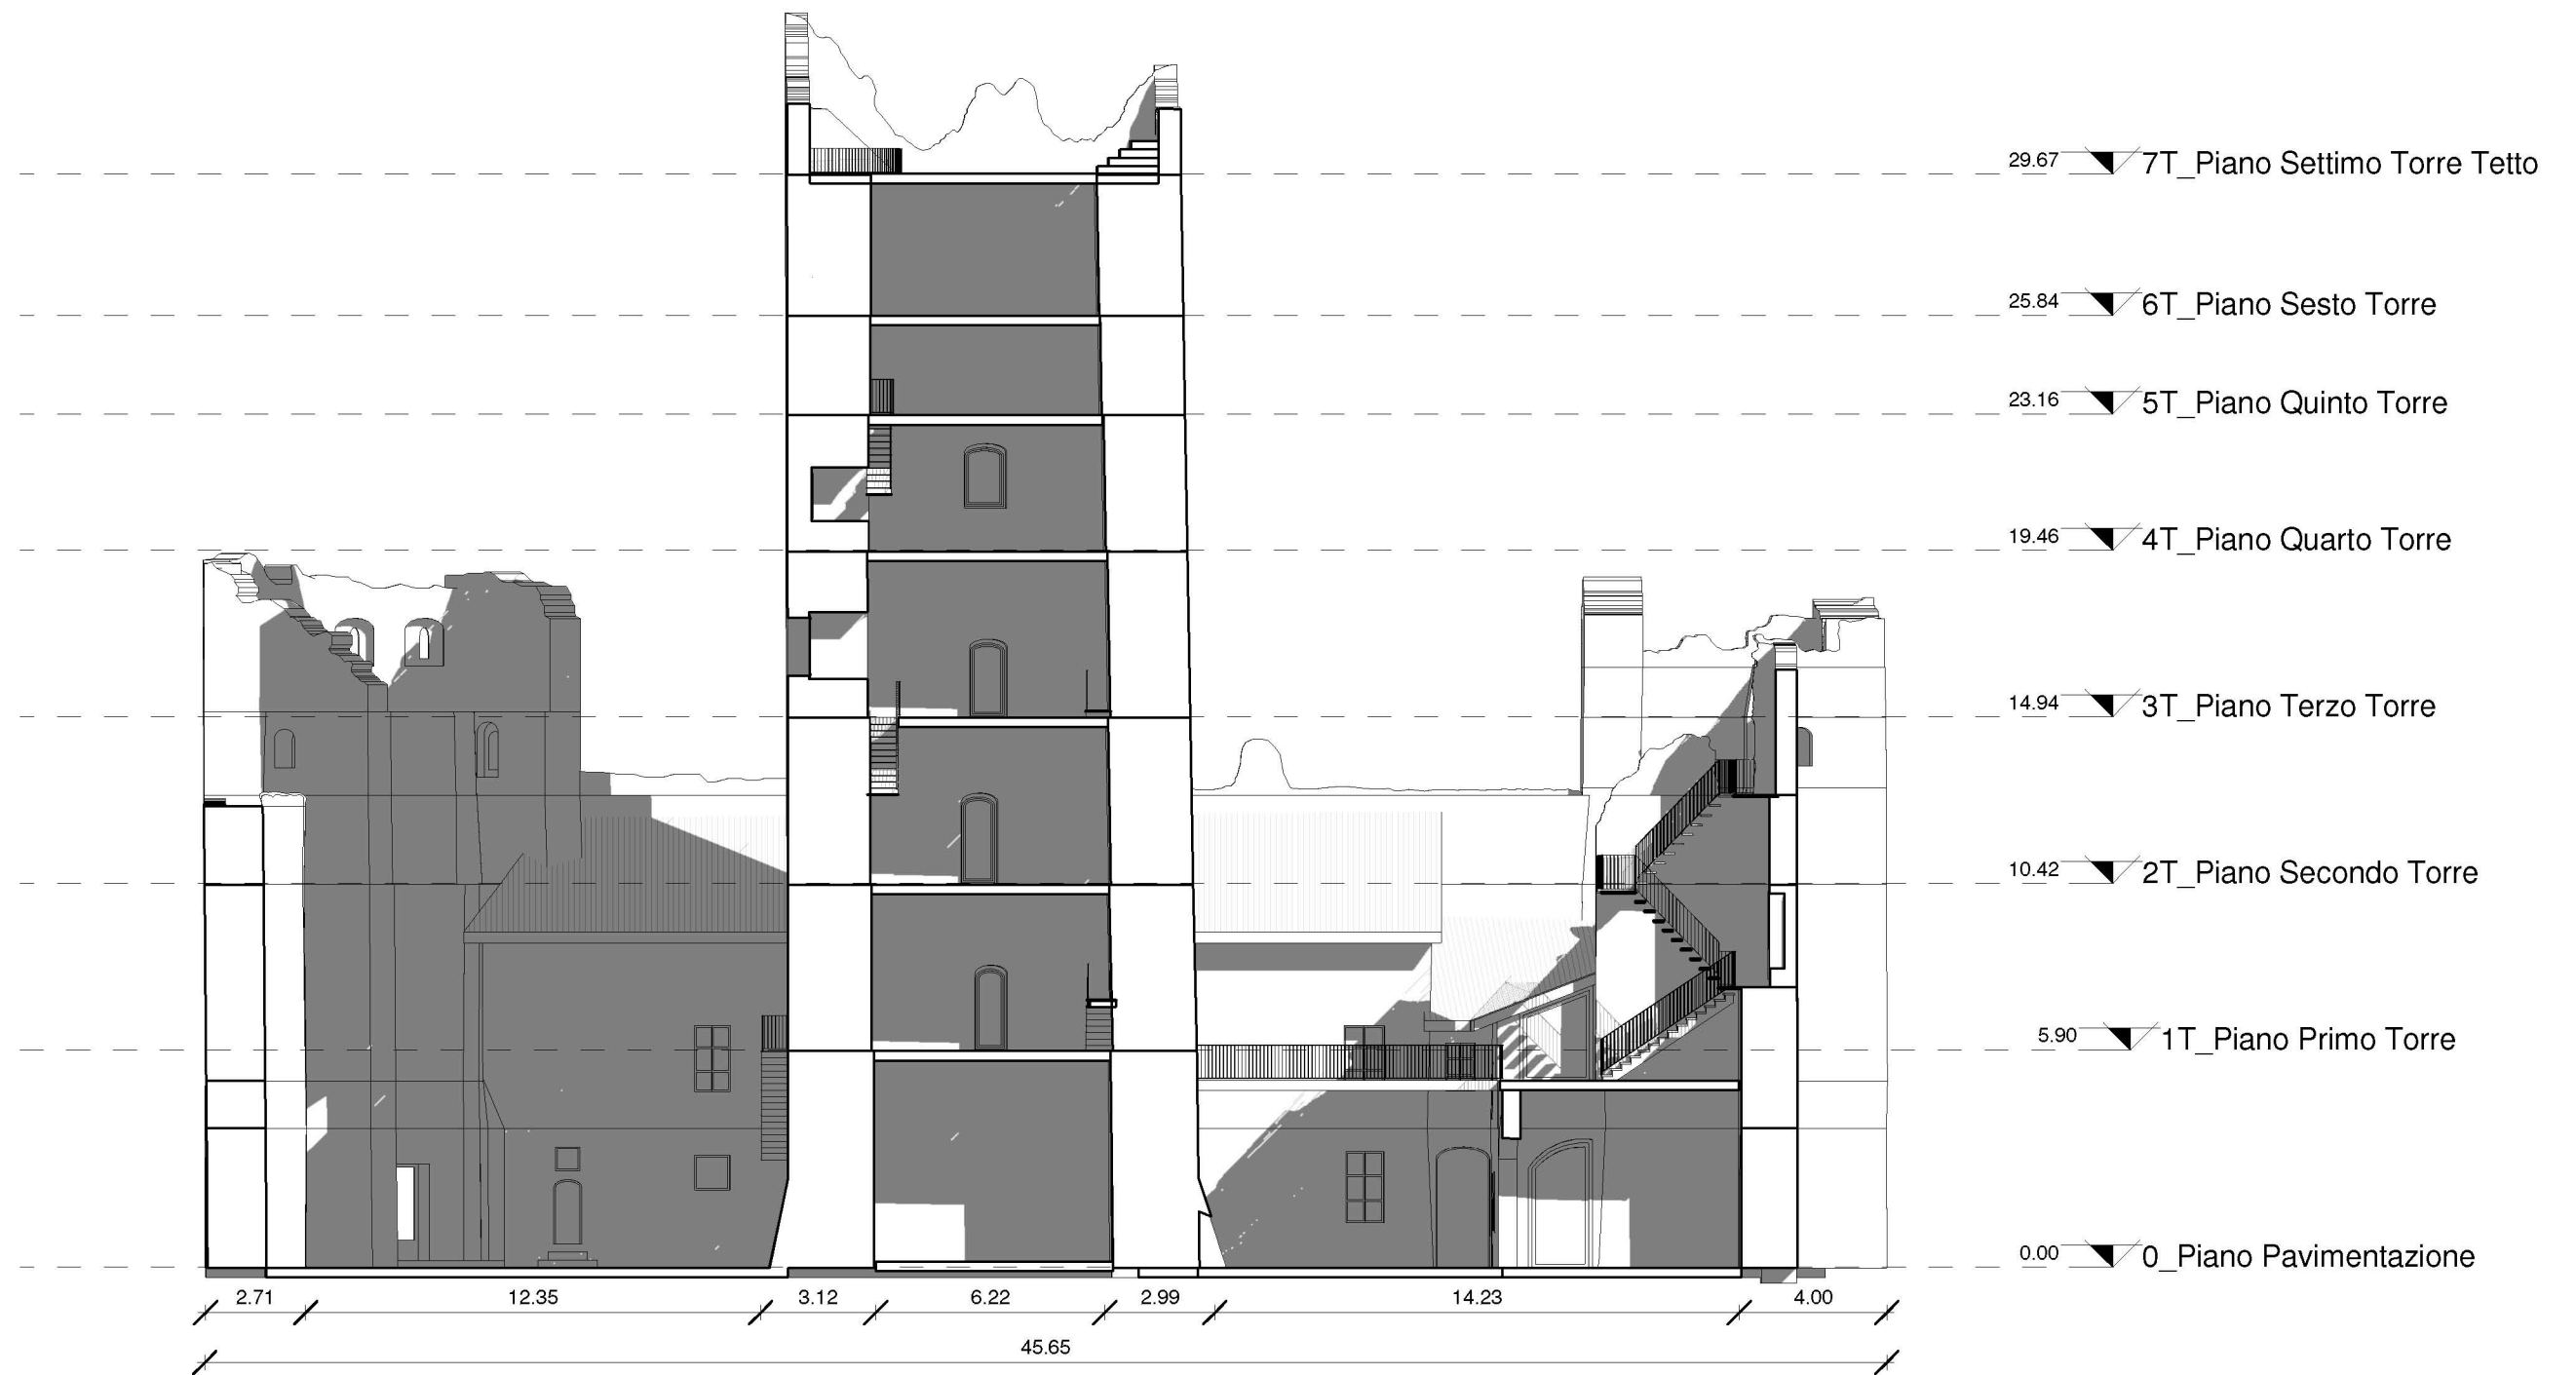 29.67 7T_Piano Settimo Torre Tetto
25.84 6T_Piano Sesto Torre
23.16 5T_Piano Quinto Torre
19.46 4T_Piano Quarto Torre
14.94 3T_Piano Terzo Torre
10.42 2T_Piano Secondo Torre
5.90 1T_Piano Primo Torre
0.00 0_Piano Pavimentazione
2.71 12.35 3.12 6.22 2.99 14.23 4.00
45.65